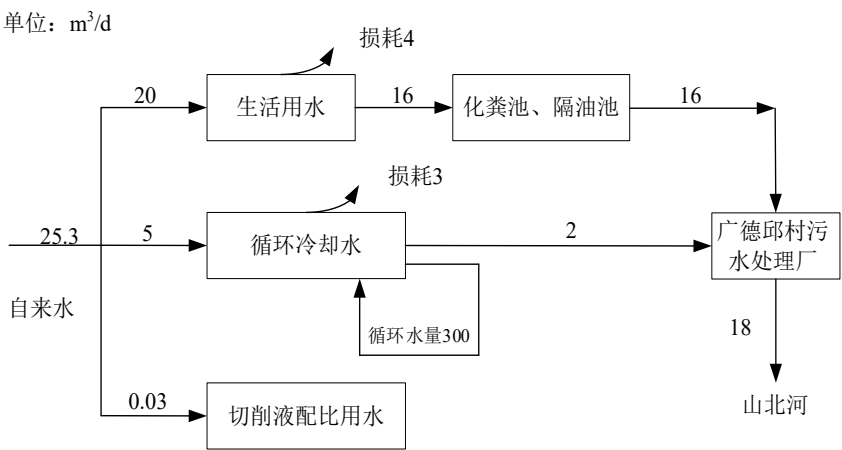 单位：m³/d
损耗4
20
生活用水
16
化粪池、隔油池
16
损耗3
25.3
5
循环冷却水
2
广德邱村污
水处理厂
自来水
循环水量300
18
0.03
切削液配比用水
山北河